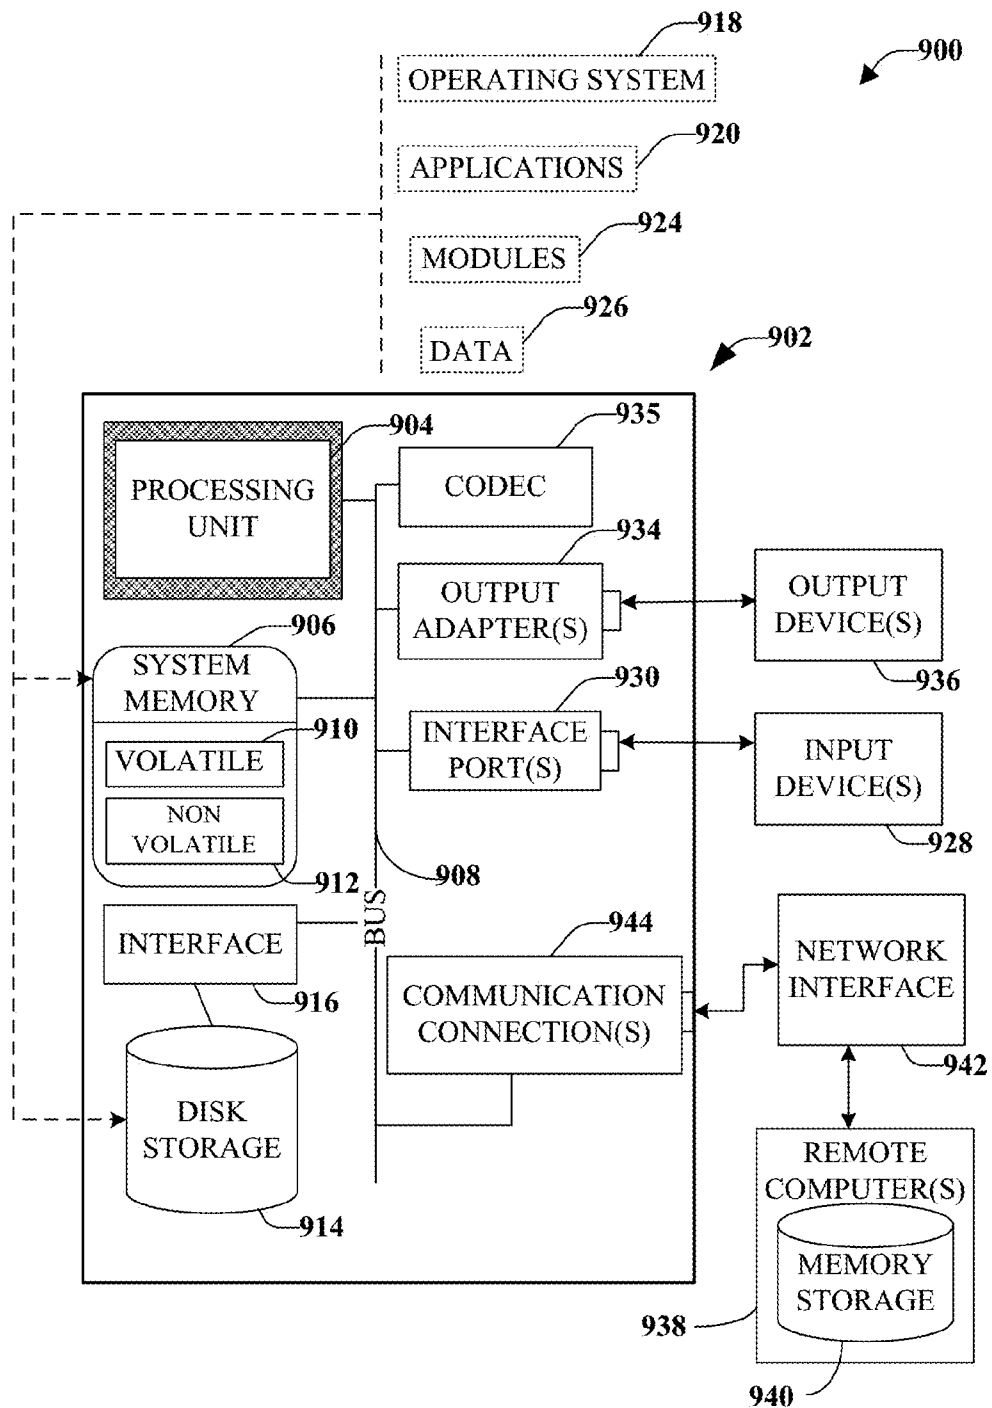 918
900
OPERATING SYSTEM
920
APPLICATIONS
924
MODULES
926
902
DATA
904
935
PROCESSING
UNIT
CODEC
934
OUTPUT
ADAPTER(S)
OUTPUT
DEVICE(S)
936
906
SYSTEM
MEMORY
930
910
INTERFACE
PORT(S)
INPUT
DEVICE(S)
928
VOLATILE
NON
VOLATILE
912
908
BUS
944
INTERFACE
916
COMMUNICATION
CONNECTION(S)
NETWORK
INTERFACE
942
DISK
STORAGE
914
REMOTE
COMPUTER(S)
MEMORY
STORAGE
938
940